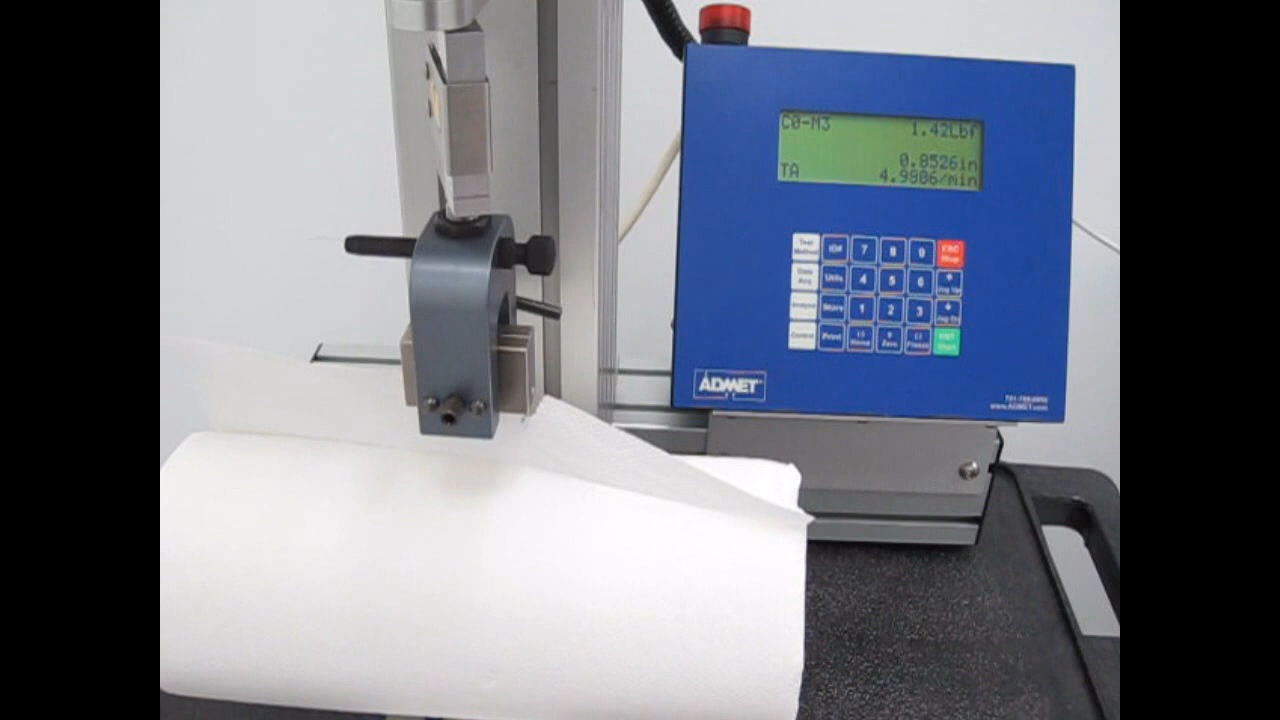 C0-M3 1.42Lbf
0.8526in
TA 4.9986/min
Test Method ID# 7 8 9 ESC Stop
Data Acq. Units 4 5 6 Jog Up
Analysis Store 1 2 3 Jog Dn
Control Print Home 0 Zero Freeze ENT Start
ADMET
www.ADMET.com